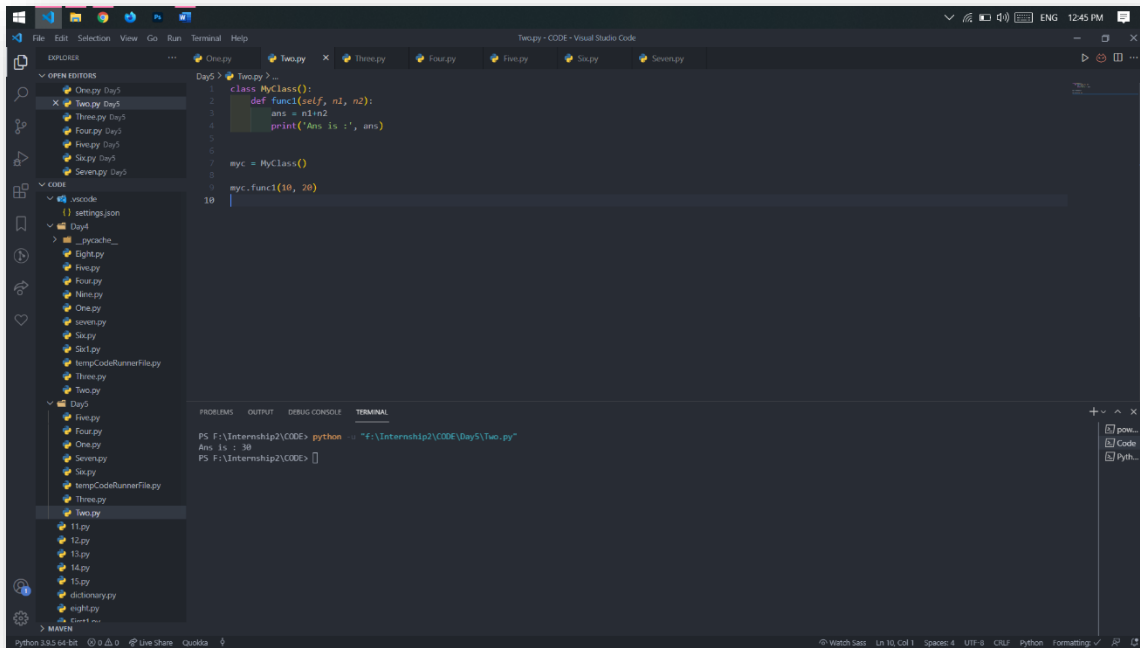 ENG 12:45 PM
File Edit Selection View Go Run Terminal Help
Two.py - CODE - Visual Studio Code
EXPLORER
OPEN EDITORS
One.py Day5
Two.py Day5
Three.py Day5
Four.py Day5
Five.py Day5
Six.py Day5
Seven.py Day5
CODE
.vscode
settings.json
Day4
__pycache__
Eight.py
Five.py
Four.py
Nine.py
One.py
seven.py
Six.py
Six1.py
tempCodeRunnerFile.py
Three.py
Two.py
Day5
Five.py
Four.py
One.py
Seven.py
Six.py
tempCodeRunnerFile.py
Three.py
Two.py
11.py
12.py
13.py
14.py
15.py
dictionary.py
eight.py
MAVEN
One.py Two.py Three.py Four.py Five.py Six.py Seven.py
Day5 > Two.py > ...
1 class MyClass():
2 def func1(self, n1, n2):
3 ans = n1+n2
4 print('Ans is :', ans)
5
6
7 myc = MyClass()
8
9 myc.func1(10, 20)
10
PROBLEMS OUTPUT DEBUG CONSOLE TERMINAL
PS F:\Internship2\CODE> python "f:\Internship2\CODE\Day5\Two.py"
Ans is : 30
PS F:\Internship2\CODE>
pow...
Code
Pyth...
Python 3.9.5 64-bit 0 0 Live Share Quokka
Watch Sass Ln 10, Col 1 Spaces: 4 UTF-8 CRLF Python Formatting: ✓